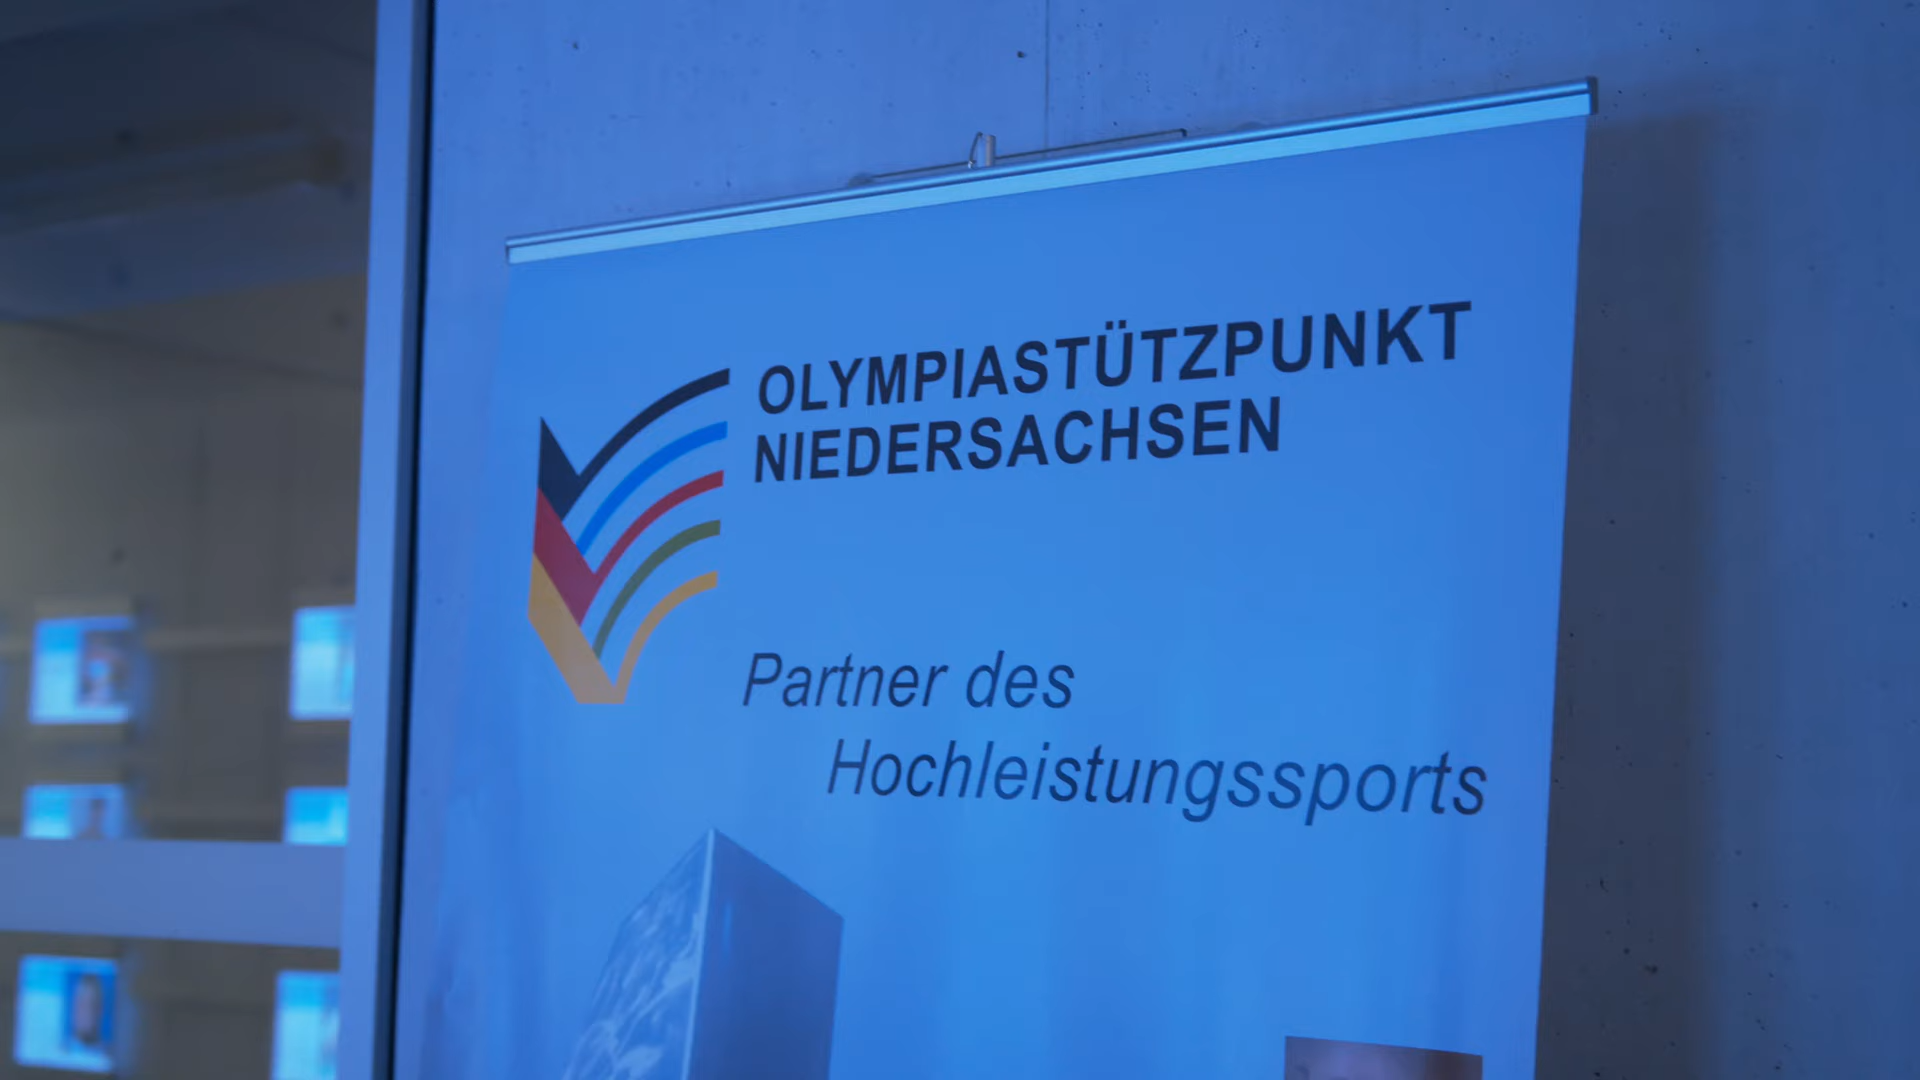 OLYMPIASTÜTZPUNKT
NIEDERSACHSEN
Partner des
Hochleistungssports